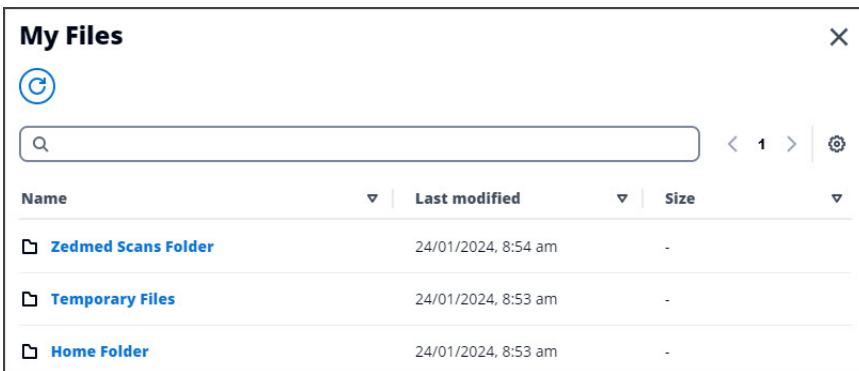 My Files
1
Name Last modified Size
Zedmed Scans Folder 24/01/2024, 8:54 am -
Temporary Files 24/01/2024, 8:53 am -
Home Folder 24/01/2024, 8:53 am -